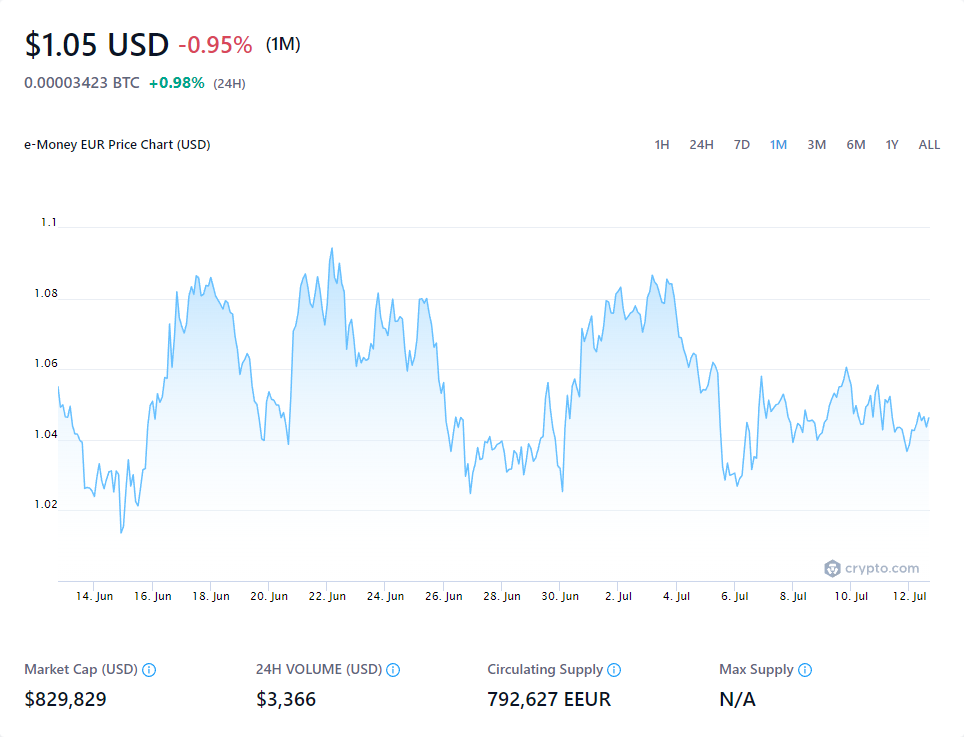 $1.05 USD -0.95% (1M)
0.00003423 BTC +0.98% (24H)
e-Money EUR Price Chart (USD) 1H 24H 7D 1M 3M 6M 1Y ALL
1.1
1.08
1.06
1.04
1.02
crypto.com
14. Jun 16. Jun 18. Jun 20. Jun 22. Jun 24. Jun 26. Jun 28. Jun 30. Jun 2. Jul 4. Jul 6. Jul 8. Jul 10. Jul 12. Jul
Market Cap (USD) 24H VOLUME (USD) Circulating Supply Max Supply
$829,829 $3,366 792,627 EEUR N/A